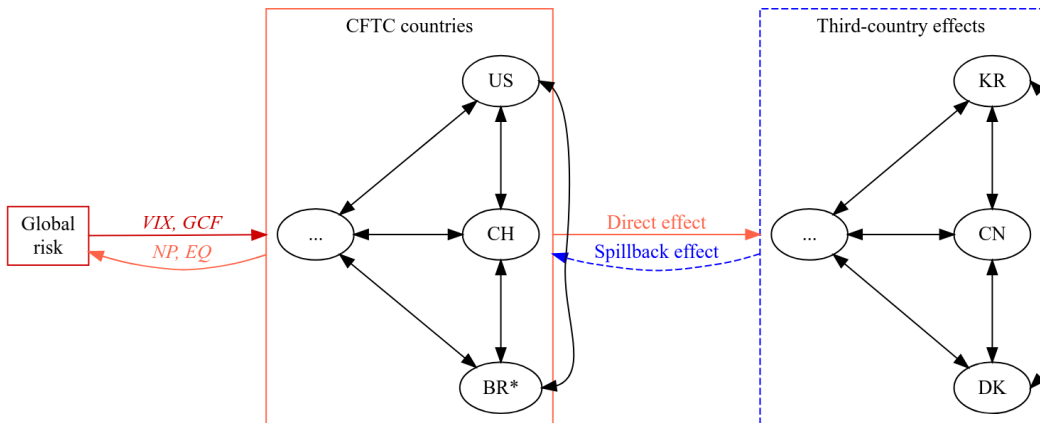 CFTC countries
Third-country effects
US
KR
Global
risk
VIX, GCF
NP, EQ
...
CH
Direct effect
Spillback effect
...
CN
BR*
DK